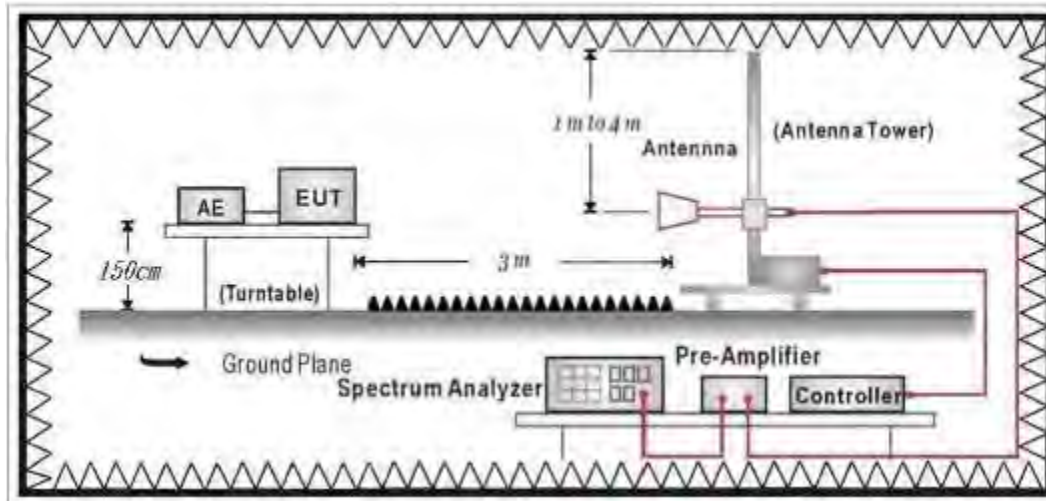 1m to 4m
(Antenna Tower)
Antennna
EUT
AE
150cm
3m
(Turntable)
Ground Plane
Pre-Amplifier
Spectrum Analyzer
Controller